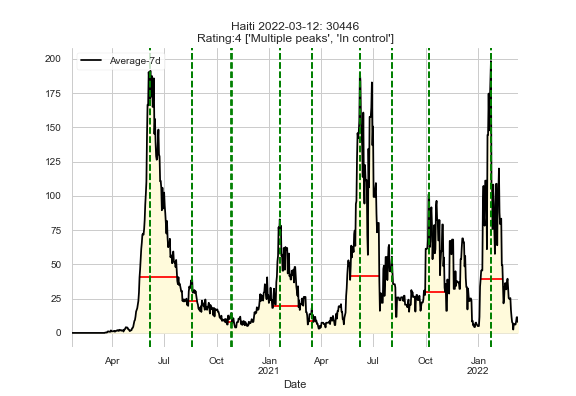 Haiti 2022-03-12: 30446
Rating:4 ['Multiple peaks', 'In control']
Average-7d
200
175
150
125
100
75
50
25
0
Apr Jul Oct Jan Apr Jul Oct Jan
2021 2022
Date